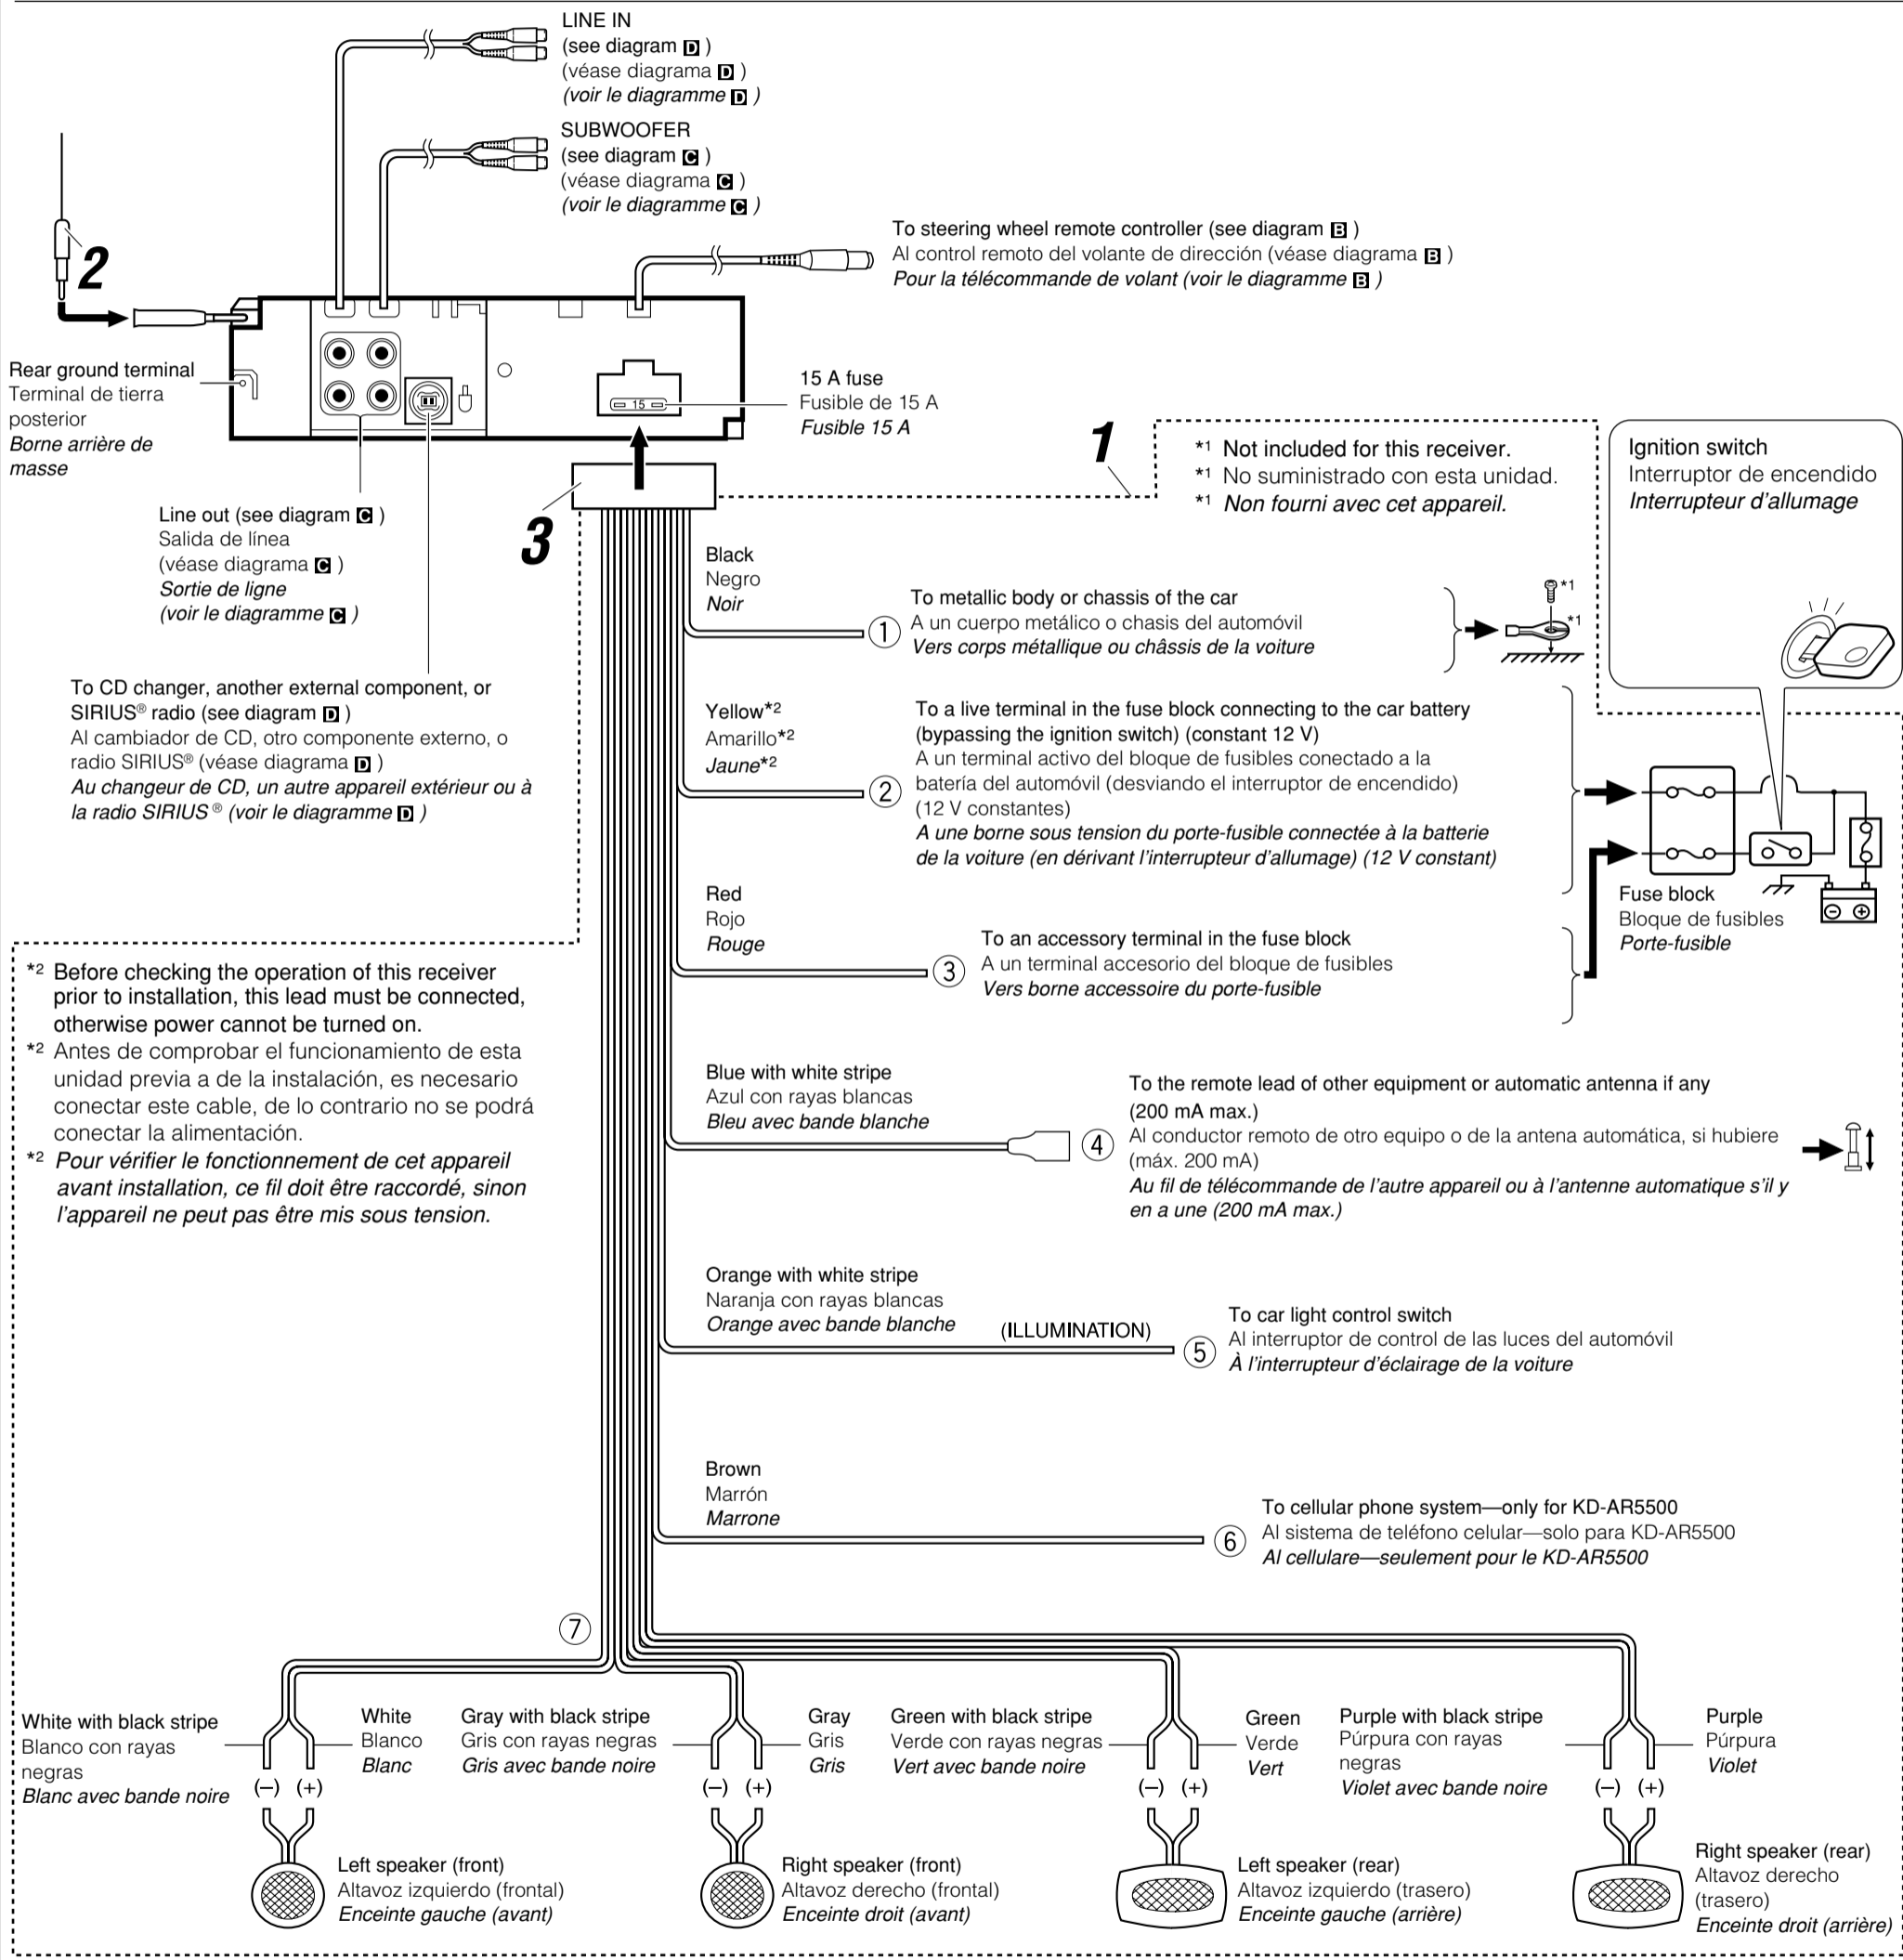 LINE IN
(see diagram D )
(véase diagrama D )
(voir le diagramme D )
SUBWOOFER
(see diagram C )
(véase diagrama C )
(voir le diagramme C )
To steering wheel remote controller (see diagram B )
Al control remoto del volante de dirección (véase diagrama B )
Pour la télécommande de volant (voir le diagramme B )
2
Rear ground terminal
Terminal de tierra
posterior
Borne arrière de
masse
15
15 A fuse
Fusible de 15 A
Fusible 15 A
1
*1 Not included for this receiver.
*1 No suministrado con esta unidad.
*1 Non fourni avec cet appareil.
Ignition switch
Interruptor de encendido
Interrupteur d'allumage
Line out (see diagram C )
Salida de línea
(véase diagrama C )
Sortie de ligne
(voir le diagramme C )
3
To CD changer, another external component, or
SIRIUS® radio (see diagram D )
Al cambiador de CD, otro componente externo, o
radio SIRIUS® (véase diagrama D )
Au changeur de CD, un autre appareil extérieur ou à
la radio SIRIUS ® (voir le diagramme D )
Black
Negro
Noir
①
To metallic body or chassis of the car
A un cuerpo metálico o chasis del automóvil
Vers corps métallique ou châssis de la voiture
*1
*1
Yellow*2
Amarillo*2
Jaune*2
②
To a live terminal in the fuse block connecting to the car battery
(bypassing the ignition switch) (constant 12 V)
A un terminal activo del bloque de fusibles conectado a la
batería del automóvil (desviando el interruptor de encendido)
(12 V constantes)
A une borne sous tension du porte-fusible connectée à la batterie
de la voiture (en dérivant l'interrupteur d'allumage) (12 V constant)
Fuse block
Bloque de fusibles
Porte-fusible
Red
Rojo
Rouge
③
To an accessory terminal in the fuse block
A un terminal accesorio del bloque de fusibles
Vers borne accessoire du porte-fusible
*2 Before checking the operation of this receiver
prior to installation, this lead must be connected,
otherwise power cannot be turned on.
*2 Antes de comprobar el funcionamiento de esta
unidad previa a de la instalación, es necesario
conectar este cable, de lo contrario no se podrá
conectar la alimentación.
*2 Pour vérifier le fonctionnement de cet appareil
avant installation, ce fil doit être raccordé, sinon
l'appareil ne peut pas être mis sous tension.
Blue with white stripe
Azul con rayas blancas
Bleu avec bande blanche
④
To the remote lead of other equipment or automatic antenna if any
(200 mA max.)
Al conductor remoto de otro equipo o de la antena automática, si hubiere
(máx. 200 mA)
Au fil de télécommande de l'autre appareil ou à l'antenne automatique s'il y
en a une (200 mA max.)
Orange with white stripe
Naranja con rayas blancas
Orange avec bande blanche
(ILLUMINATION)
⑤
To car light control switch
Al interruptor de control de las luces del automóvil
À l'interrupteur d'éclairage de la voiture
Brown
Marrón
Marrone
⑥
To cellular phone system—only for KD-AR5500
Al sistema de teléfono celular—solo para KD-AR5500
Al cellulare—seulement pour le KD-AR5500
⑦
White with black stripe
Blanco con rayas
negras
Blanc avec bande noire
White
Blanco
Blanc
(–) (+)
Left speaker (front)
Altavoz izquierdo (frontal)
Enceinte gauche (avant)
Gray with black stripe
Gris con rayas negras
Gris avec bande noire
Gray
Gris
Gris
(–) (+)
Right speaker (front)
Altavoz derecho (frontal)
Enceinte droit (avant)
Green with black stripe
Verde con rayas negras
Vert avec bande noire
Green
Verde
Vert
(–) (+)
Left speaker (rear)
Altavoz izquierdo (trasero)
Enceinte gauche (arrière)
Purple with black stripe
Púrpura con rayas
negras
Violet avec bande noire
Purple
Púrpura
Violet
(–) (+)
Right speaker (rear)
Altavoz derecho
(trasero)
Enceinte droit (arrière)